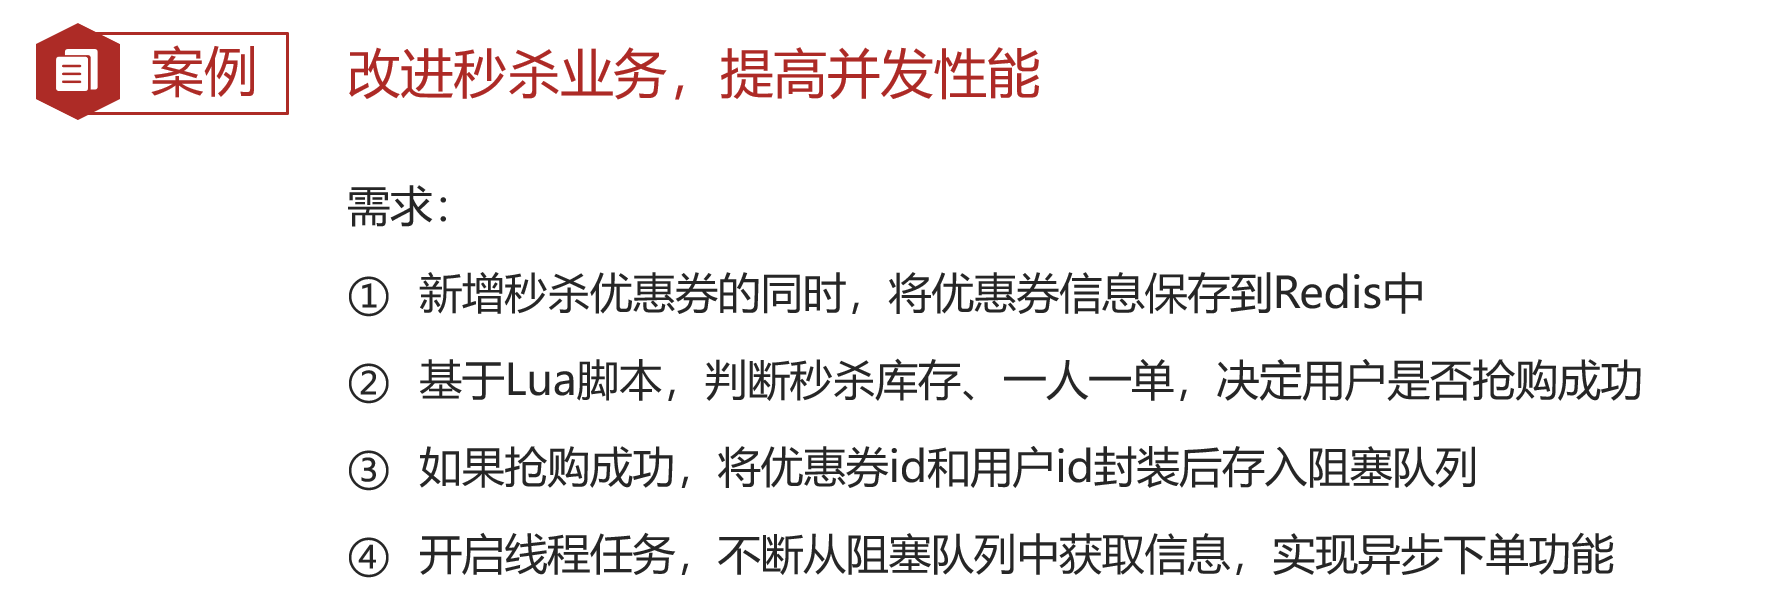 案例
改进秒杀业务，提高并发性能
需求：
① 新增秒杀优惠券的同时，将优惠券信息保存到Redis中
② 基于Lua脚本，判断秒杀库存、一人一单，决定用户是否抢购成功
③ 如果抢购成功，将优惠券id和用户id封装后存入阻塞队列
④ 开启线程任务，不断从阻塞队列中获取信息，实现异步下单功能